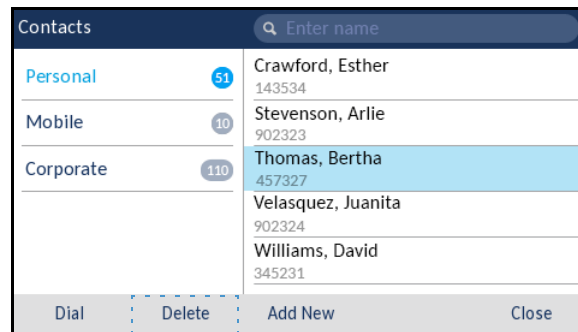 Contacts
Enter name
Personal 51
Mobile 10
Corporate 110
Crawford, Esther
143534
Stevenson, Arlie
902323
Thomas, Bertha
457327
Velasquez, Juanita
902324
Williams, David
345231
Dial Delete Add New Close